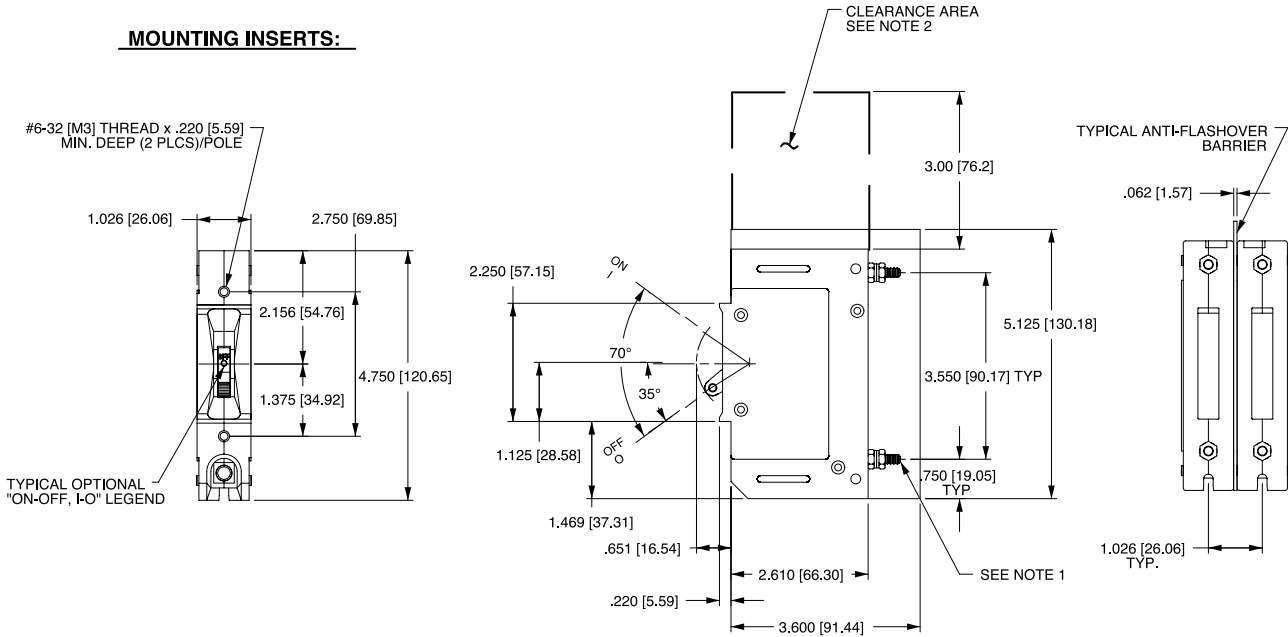 MOUNTING INSERTS:
CLEARANCE AREA
SEE NOTE 2
#6-32 [M3] THREAD x .220 [5.59]
MIN. DEEP (2 PLCS)/POLE
TYPICAL ANTI-FLASHOVER
BARRIER
3.00 [76.2]
.062 [1.57]
1.026 [26.06]
2.750 [69.85]
ON
I
2.250 [57.15]
2.156 [54.76]
5.125 [130.18]
70°
4.750 [120.65]
3.550 [90.17] TYP
35°
1.375 [34.92]
OFF
O
1.125 [28.58]
.750 [19.05]
TYP
TYPICAL OPTIONAL
"ON-OFF, I-O" LEGEND
1.469 [37.31]
.651 [16.54]
1.026 [26.06]
TYP.
2.610 [66.30]
SEE NOTE 1
.220 [5.59]
3.600 [91.44]